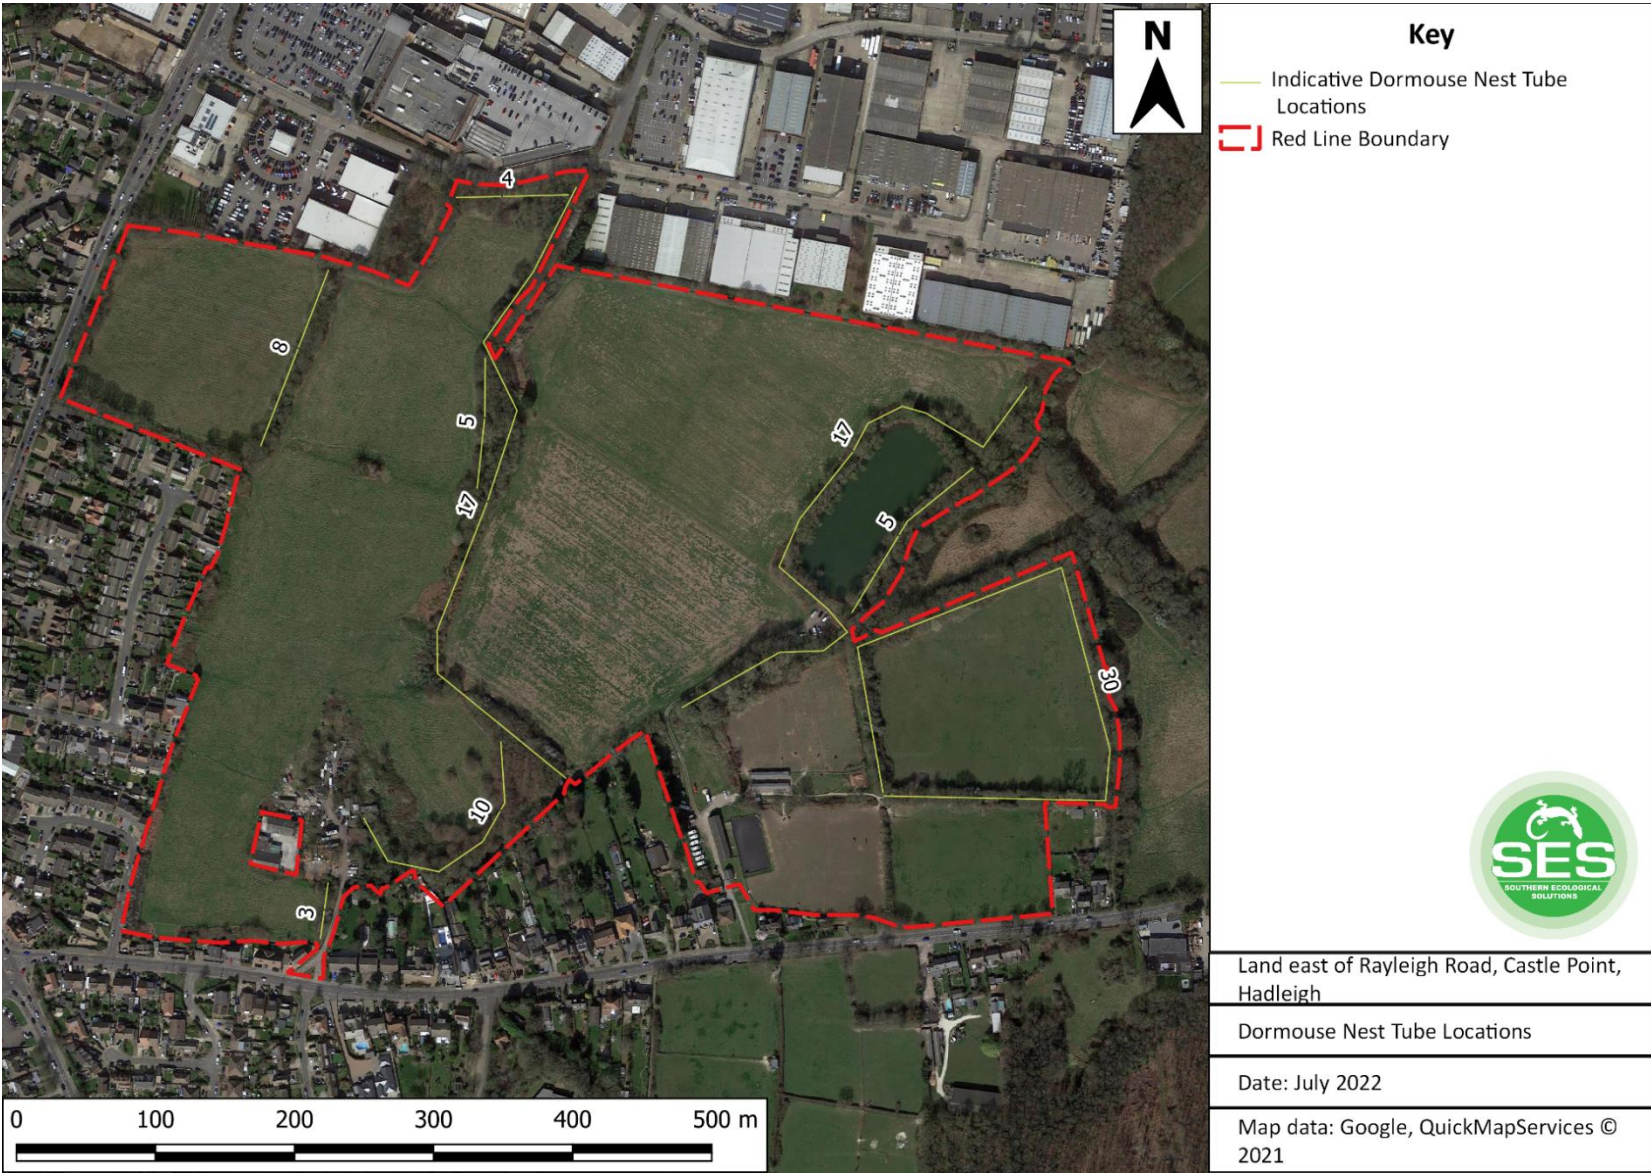 N
4
8
5
17
17
5
30
10
3
0 100 200 300 400 500 m
Key
Indicative Dormouse Nest Tube
Locations
Red Line Boundary
SES
SOUTHERN ECOLOGICAL
SOLUTIONS
Land east of Rayleigh Road, Castle Point,
Hadleigh
Dormouse Nest Tube Locations
Date: July 2022
Map data: Google, QuickMapServices ©
2021